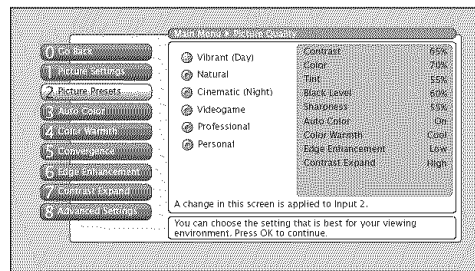 Main Menu ▸ Picture Quality
0 Go Back
1 Picture Settings
2 Picture Presets
3 Auto Color
4 Color Warmth
5 Convergence
6 Edge Enhancement
7 Contrast Expand
8 Advanced Settings
Vibrant (Day)
Natural
Cinematic (Night)
Videogame
Professional
Personal
Contrast 65%
Color 70%
Tint 55%
Black Level 60%
Sharpness 55%
Auto Color On
Color Warmth Cool
Edge Enhancement Low
Contrast Expand High
A change in this screen is applied to Input 2.
You can choose the setting that is best for your viewing
environment. Press OK to continue.